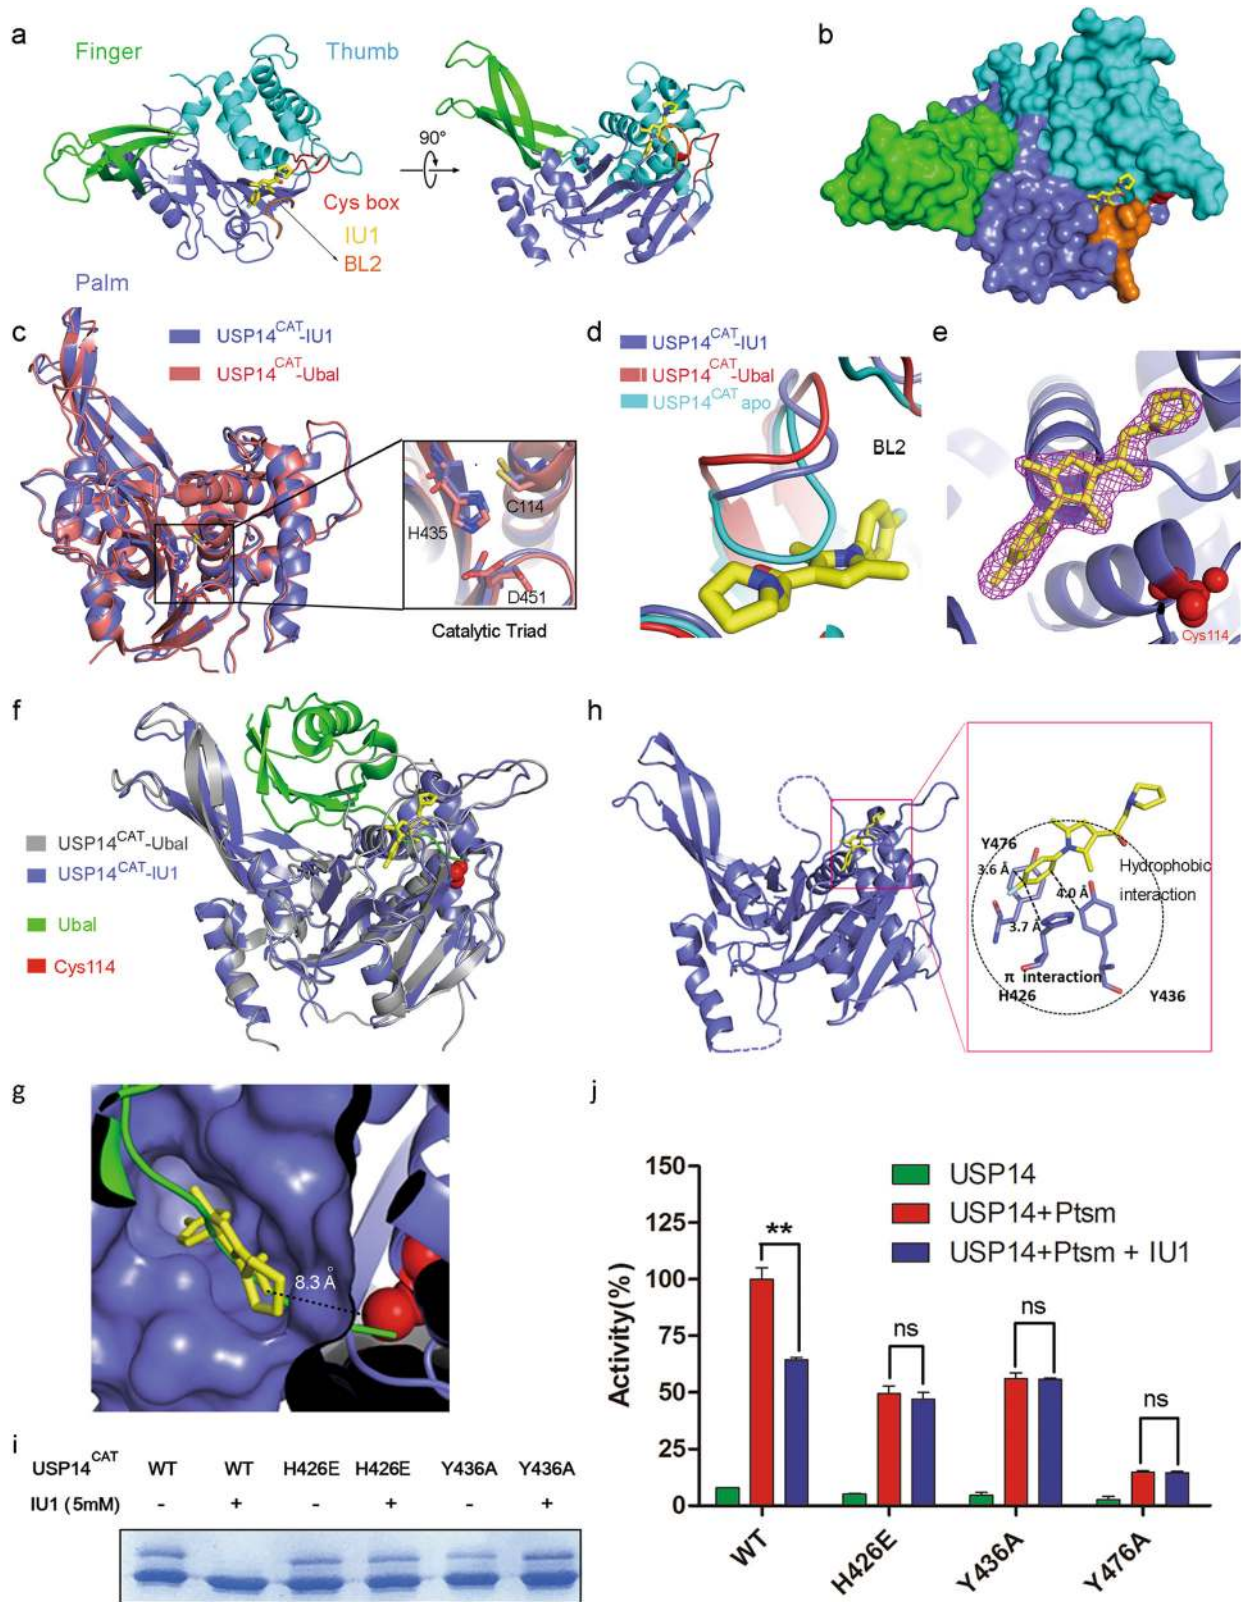 a
Finger
Thumb
90°
Cys box
IU1
BL2
Palm
b
c
USP14CAT-IU1
USP14CAT-Ubal
H435
C114
D451
Catalytic Triad
d
USP14CAT-IU1
USP14CAT-Ubal
USP14CAT apo
BL2
e
Cys114
f
USP14CAT-Ubal
USP14CAT-IU1
Ubal
Cys114
h
Y476
3.6 Å
Hydrophobic
interaction
4.0 Å
3.7 Å
π interaction
H426
Y436
g
8.3 Å
i
USP14CAT WT WT H426E H426E Y436A Y436A
IU1 (5mM) - + - + - +
j
150
125
100
75
50
25
0
Activity(%)
USP14
USP14+Ptsm
USP14+Ptsm + IU1
**
ns
ns
ns
WT
H426E
Y436A
Y476A